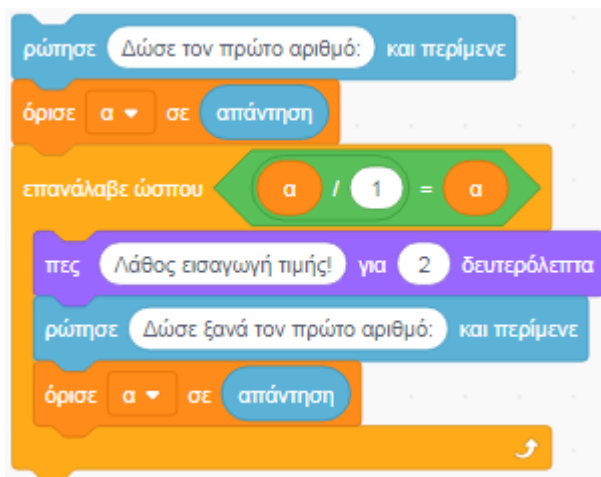 ρώτησε Δώσε τον πρώτο αριθμό: και περίμενε
όρισε α σε απάντηση
επανάλαβε ώσπου α / 1 = α
πες Λάθος εισαγωγή τιμής! για 2 δευτερόλεπτα
ρώτησε Δώσε ξανά τον πρώτο αριθμό: και περίμενε
όρισε α σε απάντηση